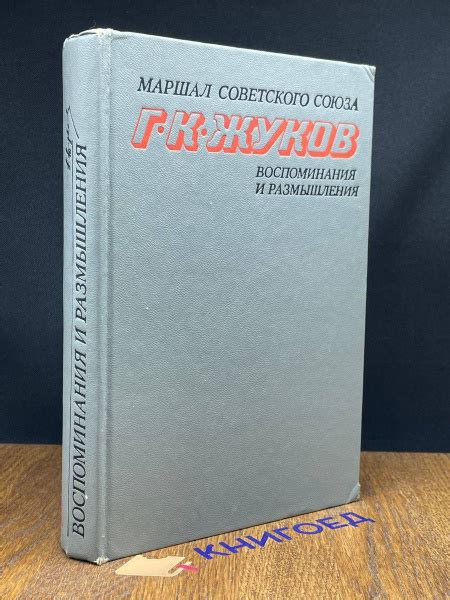 МАРШАЛ СОВЕТСКОГО СОЮЗА
Г·К·ЖУКОВ
ВОСПОМИНАНИЯ
И РАЗМЫШЛЕНИЯ
ВОСПОМИНАНИЯ И РАЗМЫШЛЕНИЯ
КНИГОЕД